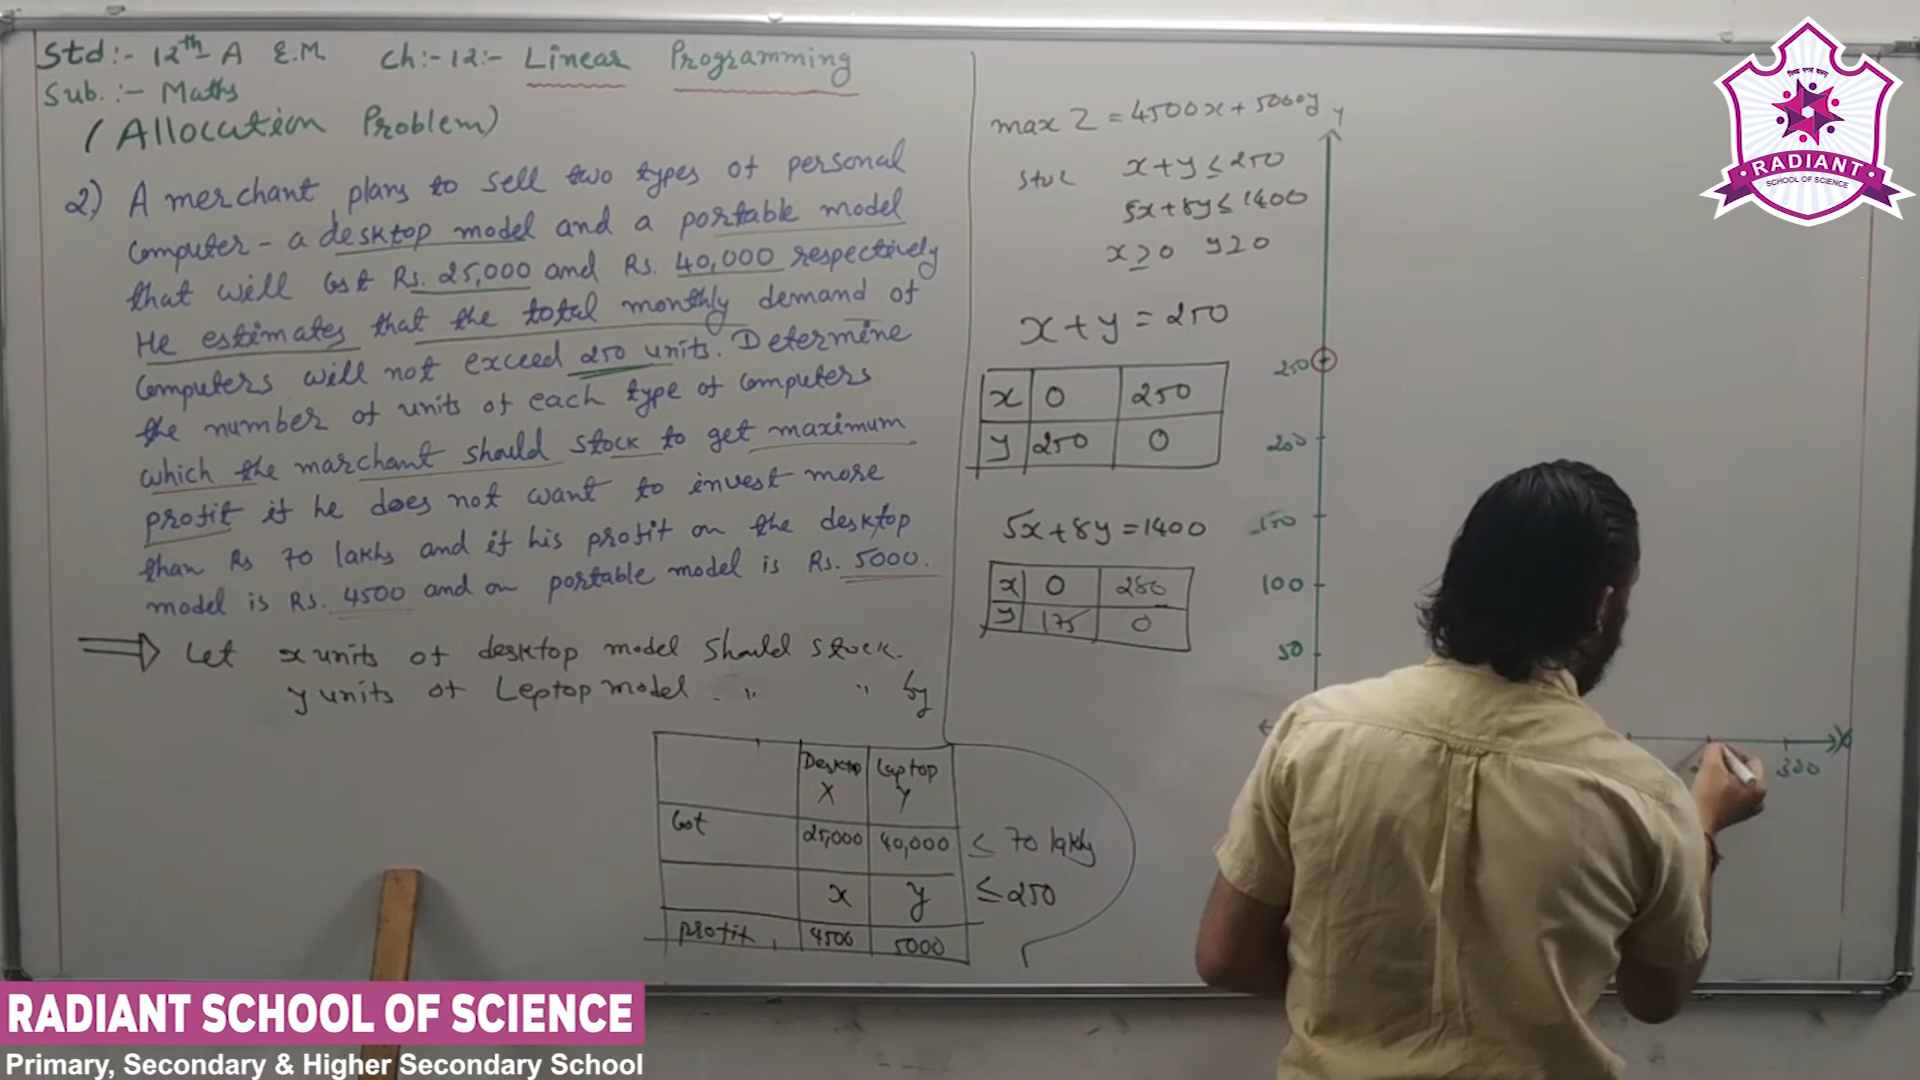 Std:- 12th A E.M Ch:-12:- Linear Programming
Sub.:- Maths
(Allocation Problem)
2) A merchant plans to sell two types of personal
computer - a desktop model and a portable model
that will cost Rs. 25,000 and Rs. 40,000 respectively
He estimates that the total monthly demand of
computers will not exceed 250 units. Determine
the number of units of each type of computers
which the marchant should stock to get maximum
profit if he does not want to invest more
than Rs 70 lakhs and if his profit on the desktop
model is Rs. 4500 and on portable model is Rs. 5000.
Let x units of desktop model should stock.
y units of Leptop model . " "
Desktop Laptop
X Y
Cost 25,000 40,000 ≤ 70 lakhs
x y ≤ 250
profit 4500 5000
max Z = 4500x + 5000y
x + y ≤ 250
5x + 8y ≤ 1400
x ≥ 0 y ≥ 0
x + y = 250
x 0 250
y 250 0
5x + 8y = 1400
x 0 280
y 175 0
y
250
200
150
100
50
300
X
RADIANT
SCHOOL OF SCIENCE
RADIANT SCHOOL OF SCIENCE
Primary, Secondary & Higher Secondary School